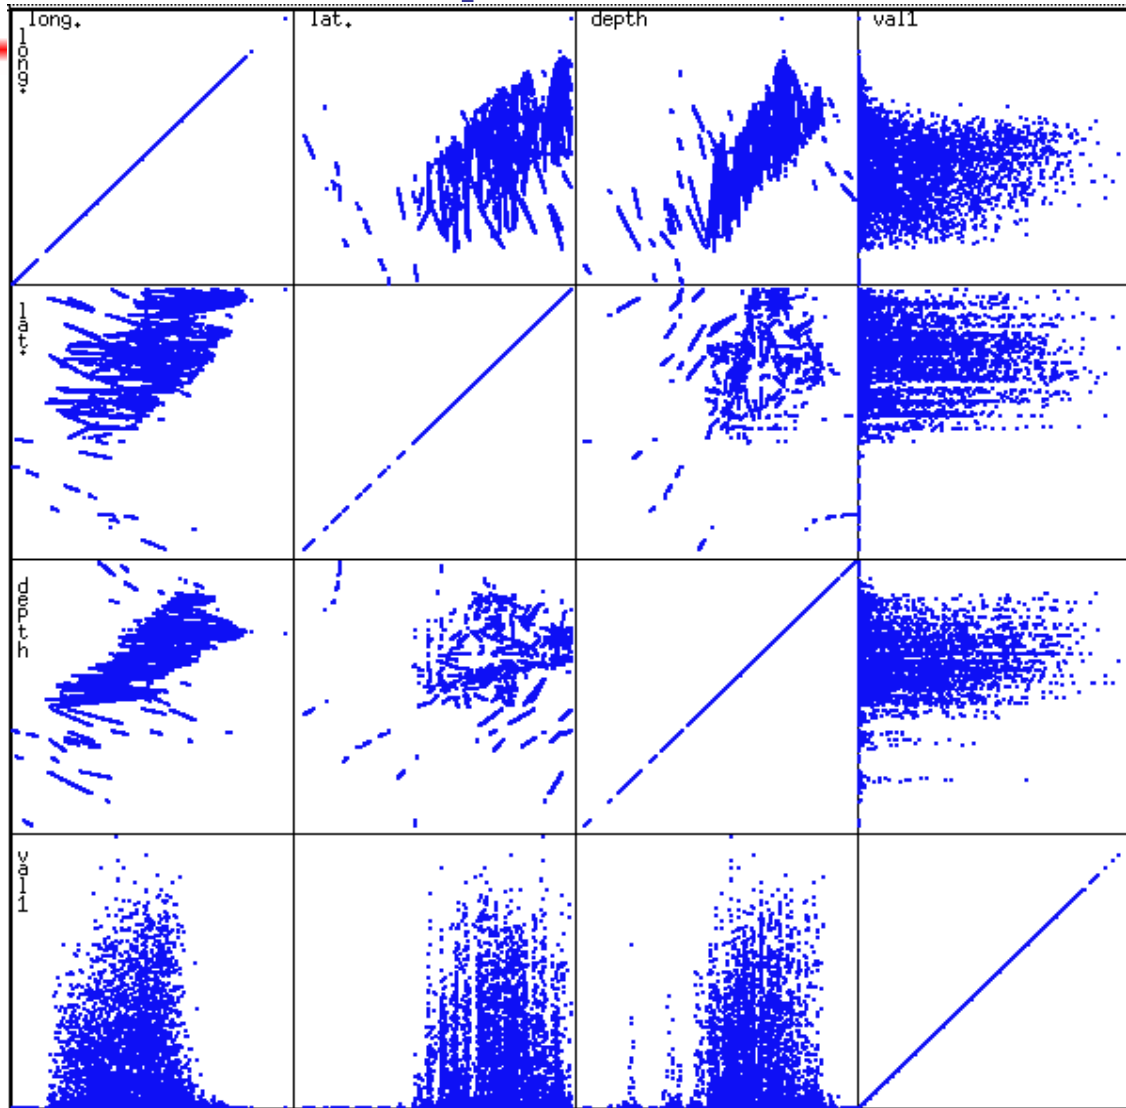 long. lat. depth val1
long.
lat.
depth
val1